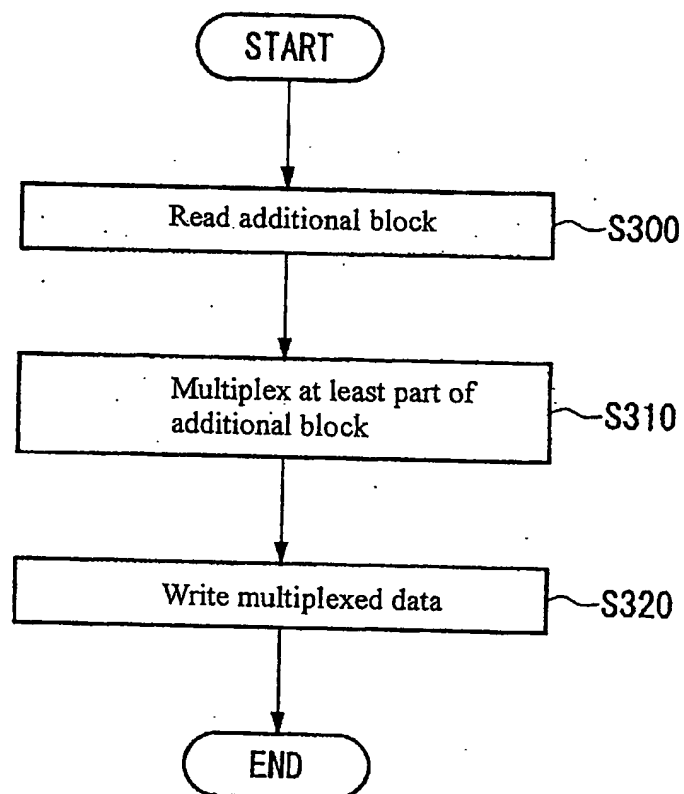 START
Read additional block
S300
Multiplex at least part of
additional block
S310
Write multiplexed data
S320
END